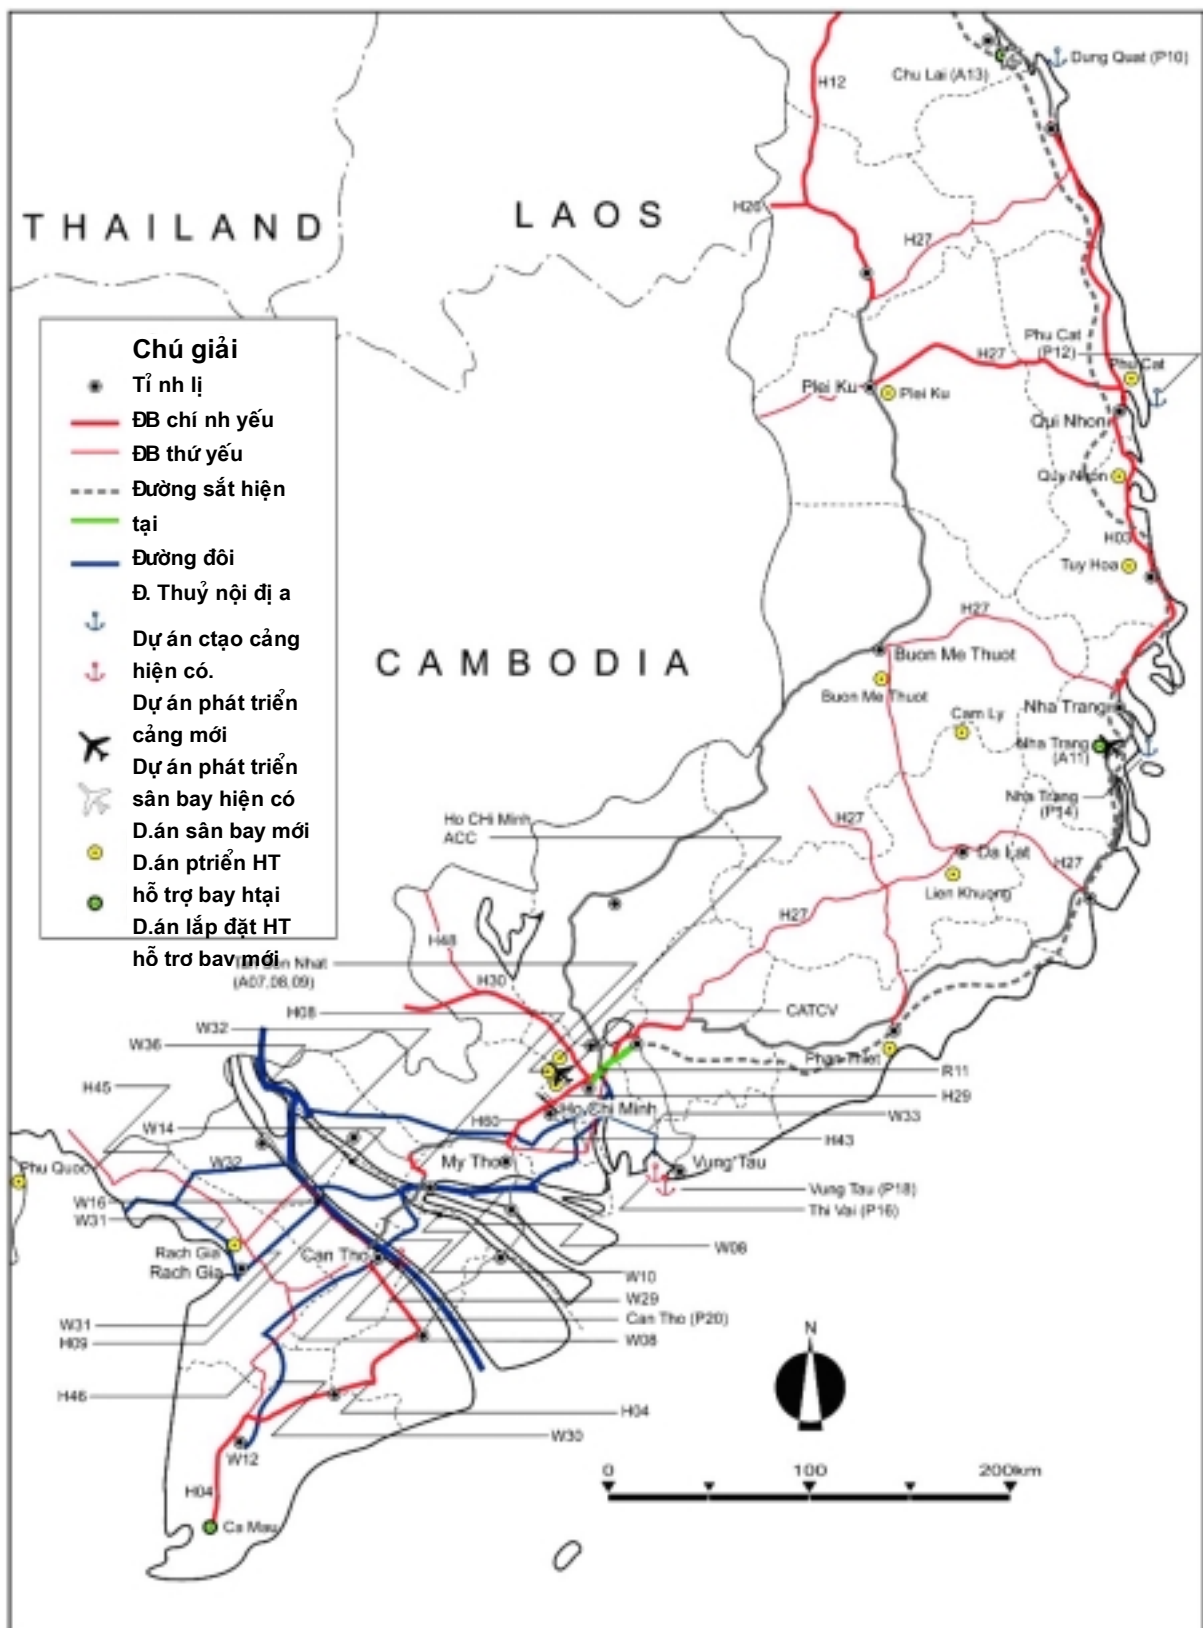 Dung Quat (P10)
Chu Lai (A13)
H12
THAILAND
LAOS
H26
H27
Chú giải
Tỉ nh lị
ĐB chí nh yếu
ĐB thứ yếu
Đường sắt hiện
tại
Đường đôi
Đ. Thuỷ nội đị a
Dự án ctạo cảng
hiện có.
Dự án phát triển
cảng mới
Dự án phát triển
sân bay hiện có
D.án sân bay mới
D.án ptriển HT
hỗ trợ bay htại
D.án lắp đặt HT
hỗ trơ bav mới
Phu Cat
(P12)
H27
Phu Cat
Plei Ku
Plei Ku
Qui Nhon
Quy Nhon
H03
Tuy Hoa
H27
CAMBODIA
Buon Me Thuot
Buon Me Thuot
Cam Ly
Nha Trang
Nha Trang
(A11)
Nha Trang
(P14)
Ho CHi Minh
ACC
H27
Da Lat
H27
Lien Khuong
H27
H48
Tan Son Nhat
(A07,08,09)
H30
H08
CATCV
W32
W36
Phan Thiet
R11
H45
H29
Ho Chi Minh
W33
W14
H60
H43
Phu Quoc
W32
My Tho
Vung Tau
W16
Vung Tau (P18)
W31
Thi Vai (P16)
Rach Gia
Can Tho
W08
Rach Gia
W10
W29
W31
Can Tho (P20)
H09
W08
N
H46
H04
W30
W12
0
100
200km
H04
Ca Mau